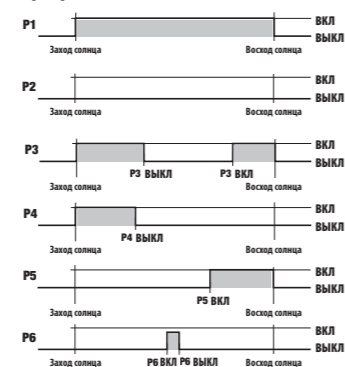 P1 ВКЛ
ВЫКЛ
Заход солнца Восход солнца
P2 ВКЛ
ВЫКЛ
Заход солнца Восход солнца
P3 ВКЛ
ВЫКЛ
Заход солнца P3 ВЫКЛ P3 ВКЛ Восход солнца
P4 ВКЛ
ВЫКЛ
Заход солнца P4 ВЫКЛ Восход солнца
P5 ВКЛ
ВЫКЛ
Заход солнца P5 ВКЛ Восход солнца
P6 ВКЛ
ВЫКЛ
Заход солнца P6 ВКЛ P6 ВЫКЛ Восход солнца